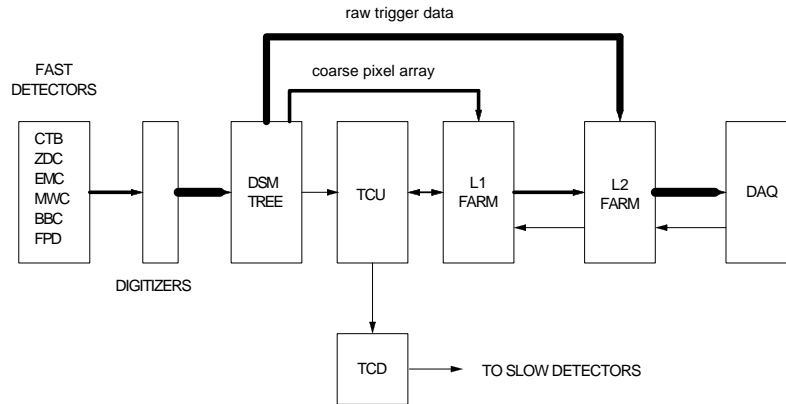 raw trigger data
FAST
DETECTORS
coarse pixel array
CTB
ZDC
EMC
MWC
BBC
FPD
DIGITIZERS
DSM
TREE
TCU
L1
FARM
L2
FARM
DAQ
TCD
TO SLOW DETECTORS